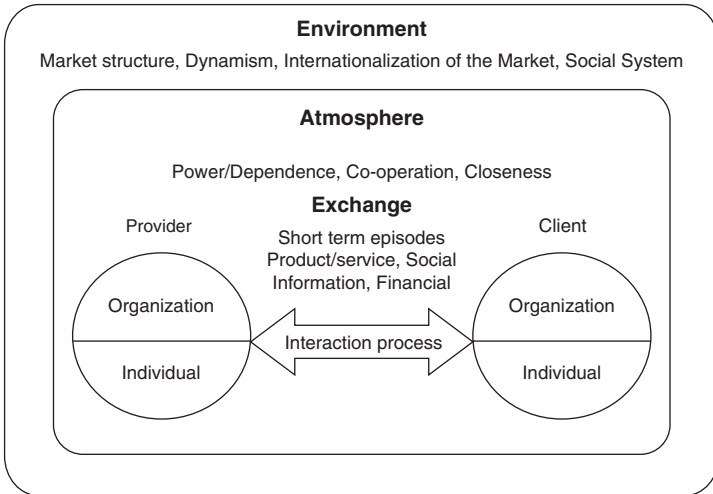 Environment
Market structure, Dynamism, Internationalization of the Market, Social System
Atmosphere
Power/Dependence, Co-operation, Closeness
Exchange
Provider
Short term episodes
Client
Product/service, Social
Information, Financial
Organization
Organization
Interaction process
Individual
Individual